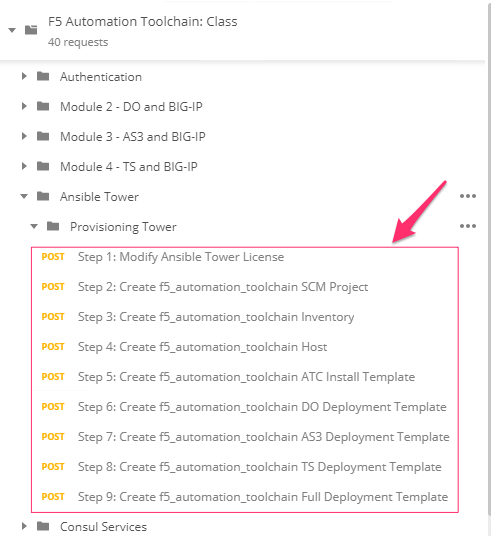 F5 Automation Toolchain: Class
40 requests
Authentication
Module 2 - DO and BIG-IP
Module 3 - AS3 and BIG-IP
Module 4 - TS and BIG-IP
Ansible Tower
Provisioning Tower
POST Step 1: Modify Ansible Tower License
POST Step 2: Create f5_automation_toolchain SCM Project
POST Step 3: Create f5_automation_toolchain Inventory
POST Step 4: Create f5_automation_toolchain Host
POST Step 5: Create f5_automation_toolchain ATC Install Template
POST Step 6: Create f5_automation_toolchain DO Deployment Template
POST Step 7: Create f5_automation_toolchain AS3 Deployment Template
POST Step 8: Create f5_automation_toolchain TS Deployment Template
POST Step 9: Create f5_automation_toolchain Full Deployment Template
Consul Services